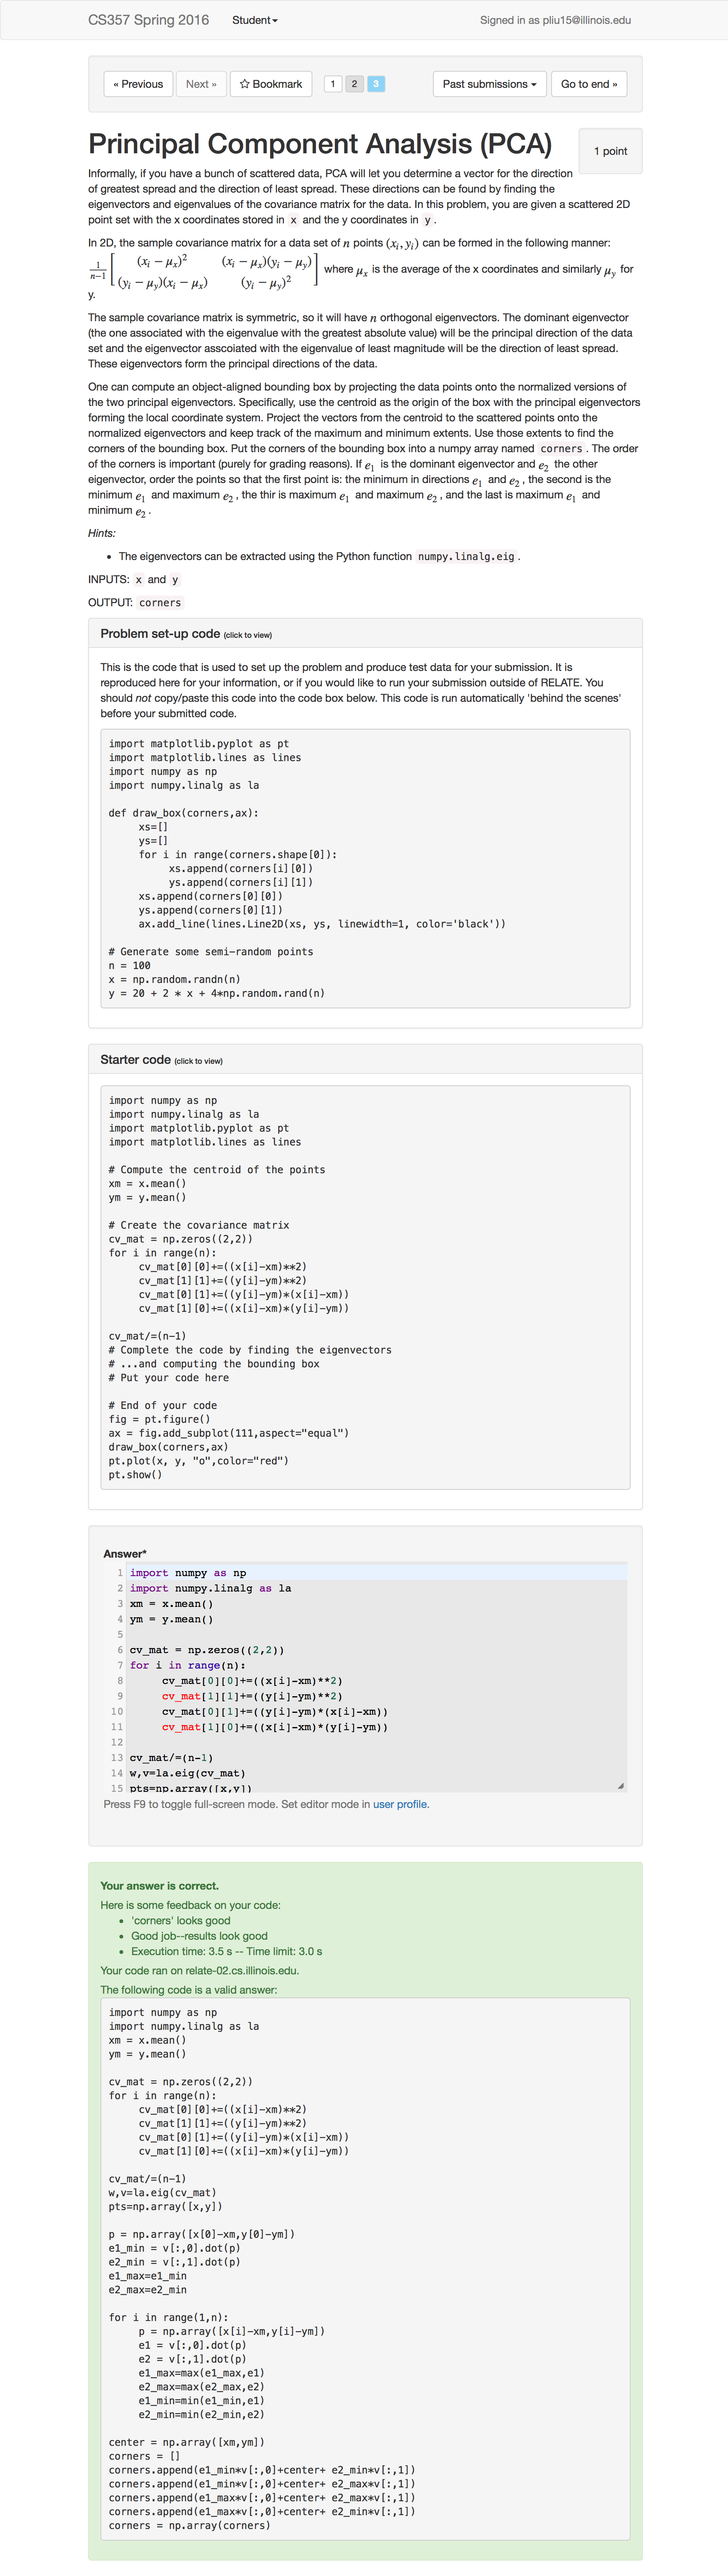 CS357 Spring 2016 Student Signed in as pliu15@illinois.edu
« Previous Next » Bookmark 1 2 3 Past submissions Go to end »
Principal Component Analysis (PCA)
1 point
Informally, if you have a bunch of scattered data, PCA will let you determine a vector for the direction
of greatest spread and the direction of least spread. These directions can be found by finding the
eigenvectors and eigenvalues of the covariance matrix for the data. In this problem, you are given a scattered 2D
point set with the x coordinates stored in x and the y coordinates in y .
In 2D, the sample covariance matrix for a data set of n points (xᵢ, yᵢ) can be formed in the following manner:
1/(n−1) [ (xᵢ − μₓ)² (xᵢ − μₓ)(yᵢ − μ_y) ; (yᵢ − μ_y)(xᵢ − μₓ) (yᵢ − μ_y)² ] where μₓ is the average of the x coordinates and similarly μ_y for
y.
The sample covariance matrix is symmetric, so it will have n orthogonal eigenvectors. The dominant eigenvector
(the one associated with the eigenvalue with the greatest absolute value) will be the principal direction of the data
set and the eigenvector asscoiated with the eigenvalue of least magnitude will be the direction of least spread.
These eigenvectors form the principal directions of the data.
One can compute an object-aligned bounding box by projecting the data points onto the normalized versions of
the two principal eigenvectors. Specifically, use the centroid as the origin of the box with the principal eigenvectors
forming the local coordinate system. Project the vectors from the centroid to the scattered points onto the
normalized eigenvectors and keep track of the maximum and minimum extents. Use those extents to find the
corners of the bounding box. Put the corners of the bounding box into a numpy array named corners . The order
of the corners is important (purely for grading reasons). If e₁ is the dominant eigenvector and e₂ the other
eigenvector, order the points so that the first point is: the minimum in directions e₁ and e₂ , the second is the
minimum e₁ and maximum e₂ , the thir is maximum e₁ and maximum e₂ , and the last is maximum e₁ and
minimum e₂ .
Hints:
• The eigenvectors can be extracted using the Python function numpy.linalg.eig .
INPUTS: x and y
OUTPUT: corners
Problem set-up code (click to view)
This is the code that is used to set up the problem and produce test data for your submission. It is
reproduced here for your information, or if you would like to run your submission outside of RELATE. You
should not copy/paste this code into the code box below. This code is run automatically 'behind the scenes'
before your submitted code.
import matplotlib.pyplot as pt
import matplotlib.lines as lines
import numpy as np
import numpy.linalg as la
def draw_box(corners,ax):
xs=[]
ys=[]
for i in range(corners.shape[0]):
xs.append(corners[i][0])
ys.append(corners[i][1])
xs.append(corners[0][0])
ys.append(corners[0][1])
ax.add_line(lines.Line2D(xs, ys, linewidth=1, color='black'))
# Generate some semi-random points
n = 100
x = np.random.randn(n)
y = 20 + 2 * x + 4*np.random.rand(n)
Starter code (click to view)
import numpy as np
import numpy.linalg as la
import matplotlib.pyplot as pt
import matplotlib.lines as lines
# Compute the centroid of the points
xm = x.mean()
ym = y.mean()
# Create the covariance matrix
cv_mat = np.zeros((2,2))
for i in range(n):
cv_mat[0][0]+=((x[i]-xm)**2)
cv_mat[1][1]+=((y[i]-ym)**2)
cv_mat[0][1]+=((y[i]-ym)*(x[i]-xm))
cv_mat[1][0]+=((x[i]-xm)*(y[i]-ym))
cv_mat/=(n-1)
# Complete the code by finding the eigenvectors
# ...and computing the bounding box
# Put your code here
# End of your code
fig = pt.figure()
ax = fig.add_subplot(111,aspect="equal")
draw_box(corners,ax)
pt.plot(x, y, "o",color="red")
pt.show()
Answer*
1 import numpy as np
2 import numpy.linalg as la
3 xm = x.mean()
4 ym = y.mean()
5
6 cv_mat = np.zeros((2,2))
7 for i in range(n):
8 cv_mat[0][0]+=((x[i]-xm)**2)
9 cv_mat[1][1]+=((y[i]-ym)**2)
10 cv_mat[0][1]+=((y[i]-ym)*(x[i]-xm))
11 cv_mat[1][0]+=((x[i]-xm)*(y[i]-ym))
12
13 cv_mat/=(n-1)
14 w,v=la.eig(cv_mat)
15 pts=np.array([x,y])
Press F9 to toggle full-screen mode. Set editor mode in user profile.
Your answer is correct.
Here is some feedback on your code:
• 'corners' looks good
• Good job--results look good
• Execution time: 3.5 s -- Time limit: 3.0 s
Your code ran on relate-02.cs.illinois.edu.
The following code is a valid answer:
import numpy as np
import numpy.linalg as la
xm = x.mean()
ym = y.mean()
cv_mat = np.zeros((2,2))
for i in range(n):
cv_mat[0][0]+=((x[i]-xm)**2)
cv_mat[1][1]+=((y[i]-ym)**2)
cv_mat[0][1]+=((y[i]-ym)*(x[i]-xm))
cv_mat[1][0]+=((x[i]-xm)*(y[i]-ym))
cv_mat/=(n-1)
w,v=la.eig(cv_mat)
pts=np.array([x,y])
p = np.array([x[0]-xm,y[0]-ym])
e1_min = v[:,0].dot(p)
e2_min = v[:,1].dot(p)
e1_max=e1_min
e2_max=e2_min
for i in range(1,n):
p = np.array([x[i]-xm,y[i]-ym])
e1 = v[:,0].dot(p)
e2 = v[:,1].dot(p)
e1_max=max(e1_max,e1)
e2_max=max(e2_max,e2)
e1_min=min(e1_min,e1)
e2_min=min(e2_min,e2)
center = np.array([xm,ym])
corners = []
corners.append(e1_min*v[:,0]+center+ e2_min*v[:,1])
corners.append(e1_min*v[:,0]+center+ e2_max*v[:,1])
corners.append(e1_max*v[:,0]+center+ e2_max*v[:,1])
corners.append(e1_max*v[:,0]+center+ e2_min*v[:,1])
corners = np.array(corners)